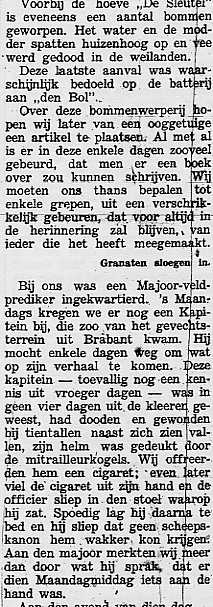 Voorbij de hoeve „De Sleutel"
is eveneens een aantal bommen
geworpen. Het water en de mod-
der spatten huizenhoog op en vee
werd gedood in de weilanden.
Deze laatste aanval was waar-
schijnlijk bedoeld op de batterij
aan „den Bol".
Over deze bommenwerperij ho-
pen wij later van een ooggetuige
een artikel te plaatsen. Al met al
is er in deze enkele dagen zooveel
gebeurd, dat men er een boek
over zou kunnen schrijven. Wij
moeten ons thans bepalen tot
enkele grepen, uit een verschrik-
kelijk gebeuren, dat voor altijd in
de herinnering zal blijven, van
ieder die het heeft meegemaakt.
Granaten sloegen in.
Bij ons was een Majoor-veld-
prediker ingekwartierd. 's Maan-
dags kregen we er nog een Kapi-
tein bij, die zoo van het gevechts-
terrein uit Brabant kwam. Hij
mocht enkele dagen weg om wat
op zijn verhaal te komen. Deze
kapitein — toevallig nog een ken-
nis uit vroeger dagen — was in
geen vier dagen uit de kleeren ge-
weest, had dooden en gewonden
bij tientallen naast zich zien val-
len, zijn helm was gedeukt door
de mitrailleurkogels. Wij offreer-
den hem een cigaret; even later
viel de cigaret uit zijn hand en de
officier sliep in den stoel waarop
hij zat. Spoedig lag hij daarna te
bed en hij sliep dat geen scheeps-
kanon hem wakker kon krijgen.
Aan den majoor merkten wij meer
dan door wat hij sprak, dat er
dien Maandagmiddag iets aan de
hand was.
Aan den avond van dien dag